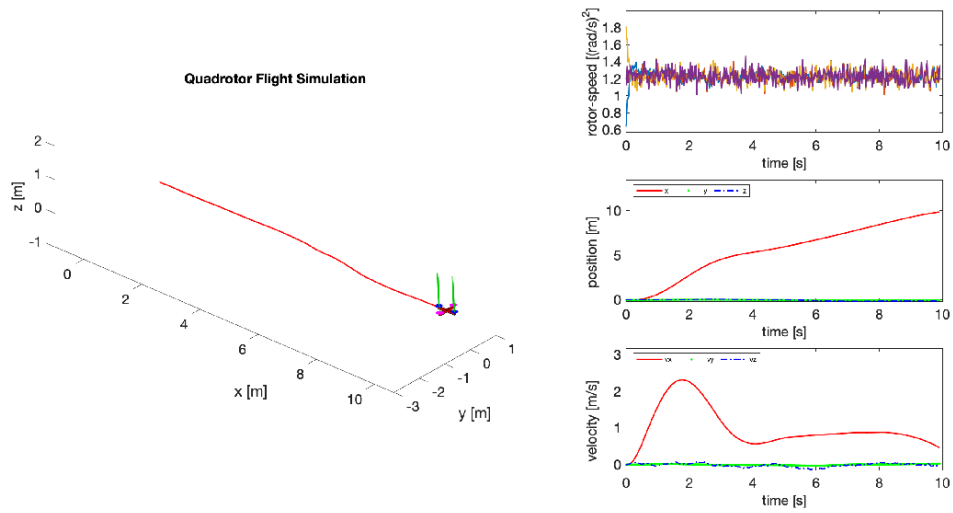 Quadrotor Flight Simulation
2
1
0
-1
z [m]
0
2
4
6
8
10
x [m]
-3
-2
-1
0
1
y [m]
1.8
1.6
1.4
1.2
1
0.8
0.6
rotor-speed [(rad/s)²]
0 2 4 6 8 10
time [s]
x y z
10
5
0
position [m]
0 2 4 6 8 10
time [s]
vx vy vz
3
2
1
0
velocity [m/s]
0 2 4 6 8 10
time [s]